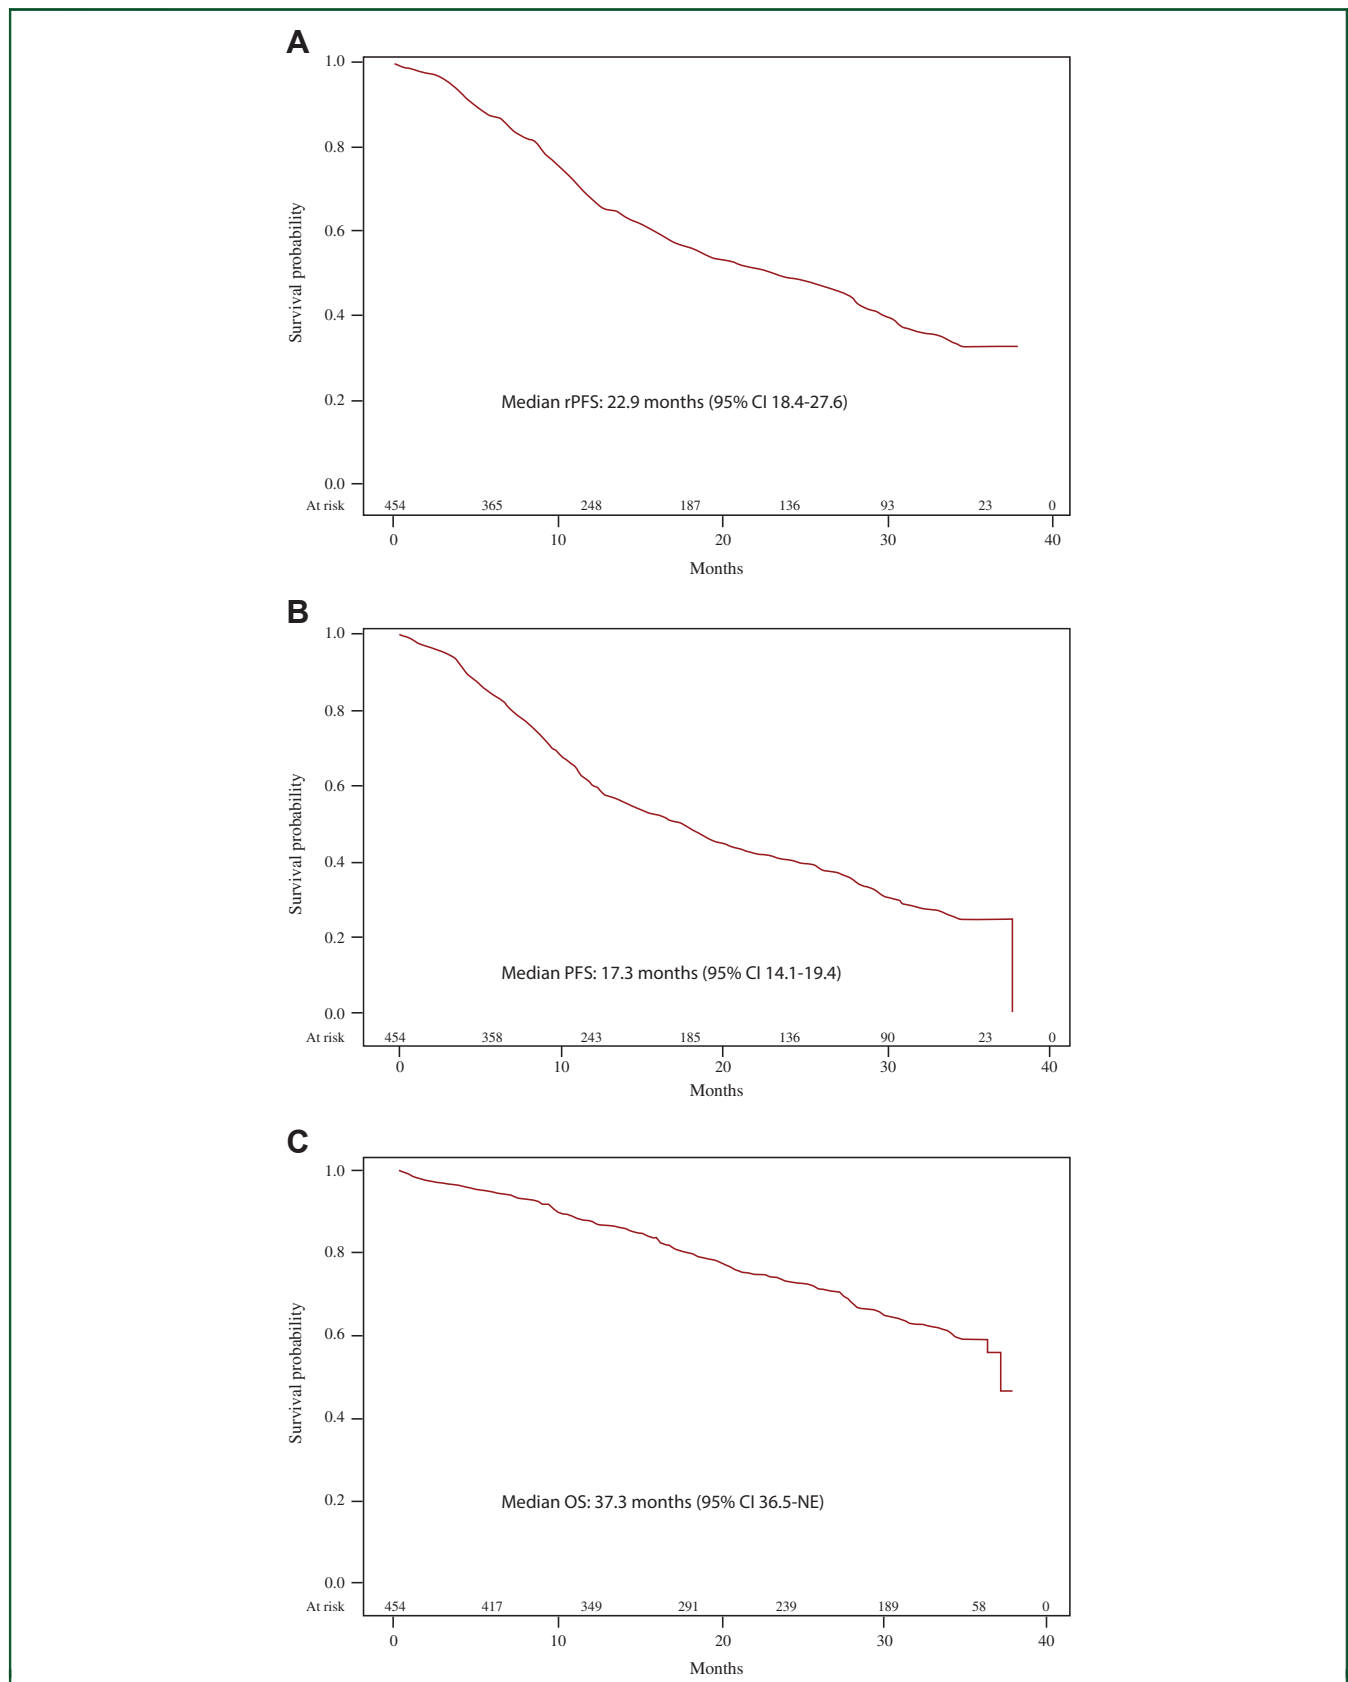 A
1.0
0.8
0.6
0.4
0.2
0.0
Survival probability
Median rPFS: 22.9 months (95% CI 18.4-27.6)
At risk 454 365 248 187 136 93 23 0
0 10 20 30 40
Months
B
1.0
0.8
0.6
0.4
0.2
0.0
Survival probability
Median PFS: 17.3 months (95% CI 14.1-19.4)
At risk 454 358 243 185 136 90 23 0
0 10 20 30 40
Months
C
1.0
0.8
0.6
0.4
0.2
0.0
Survival probability
Median OS: 37.3 months (95% CI 36.5-NE)
At risk 454 417 349 291 239 189 58 0
0 10 20 30 40
Months